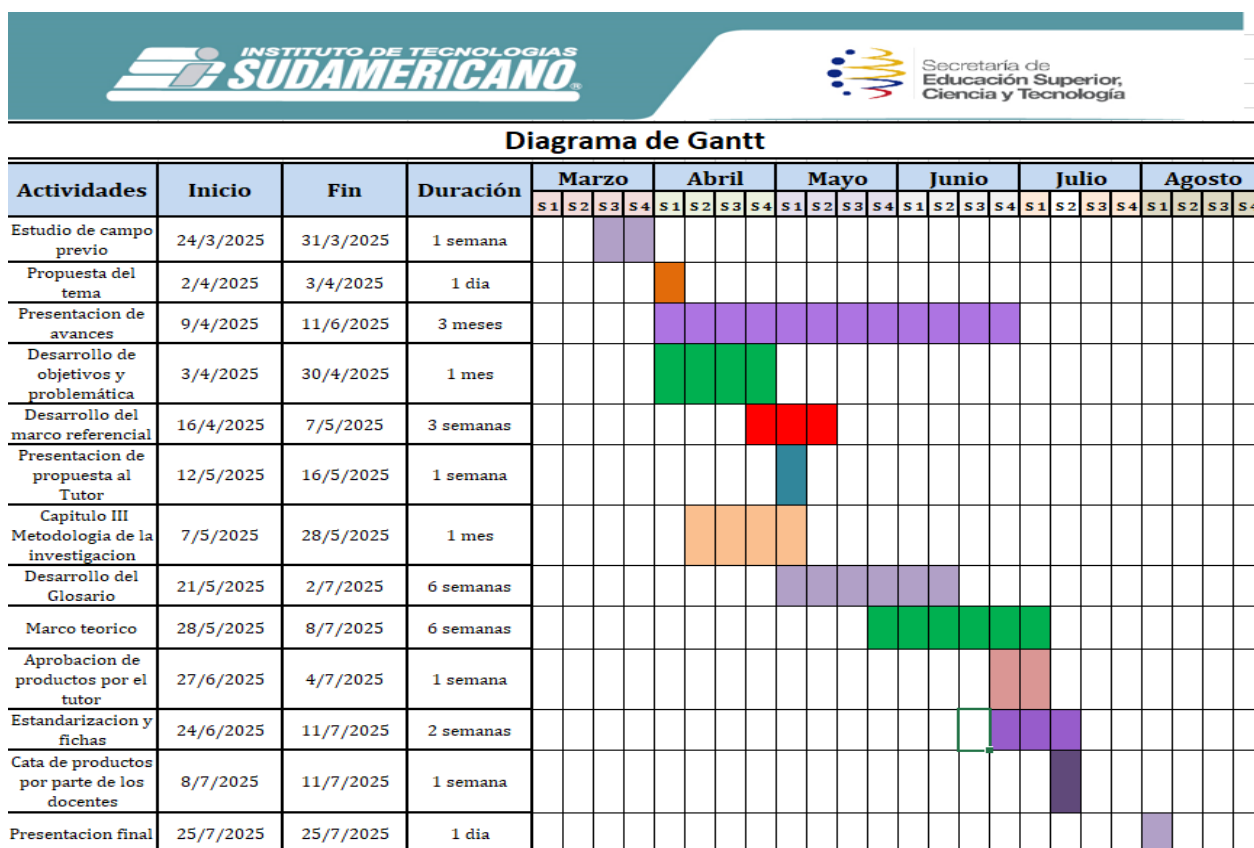 INSTITUTO DE TECNOLOGIAS
SUDAMERICANO®
Secretaría de
Educación Superior,
Ciencia y Tecnología
Diagrama de Gantt
Actividades Inicio Fin Duración Marzo Abril Mayo Junio Julio Agosto
S1 S2 S3 S4 S1 S2 S3 S4 S1 S2 S3 S4 S1 S2 S3 S4 S1 S2 S3 S4 S1 S2 S3 S4
Estudio de campo
previo
24/3/2025 31/3/2025 1 semana
Propuesta del
tema
2/4/2025 3/4/2025 1 dia
Presentacion de
avances
9/4/2025 11/6/2025 3 meses
Desarrollo de
objetivos y
problemática
3/4/2025 30/4/2025 1 mes
Desarrollo del
marco referencial
16/4/2025 7/5/2025 3 semanas
Presentacion de
propuesta al
Tutor
12/5/2025 16/5/2025 1 semana
Capitulo III
Metodologia de la
investigacion
7/5/2025 28/5/2025 1 mes
Desarrollo del
Glosario
21/5/2025 2/7/2025 6 semanas
Marco teorico 28/5/2025 8/7/2025 6 semanas
Aprobacion de
productos por el
tutor
27/6/2025 4/7/2025 1 semana
Estandarizacion y
fichas
24/6/2025 11/7/2025 2 semanas
Cata de productos
por parte de los
docentes
8/7/2025 11/7/2025 1 semana
Presentacion final 25/7/2025 25/7/2025 1 dia